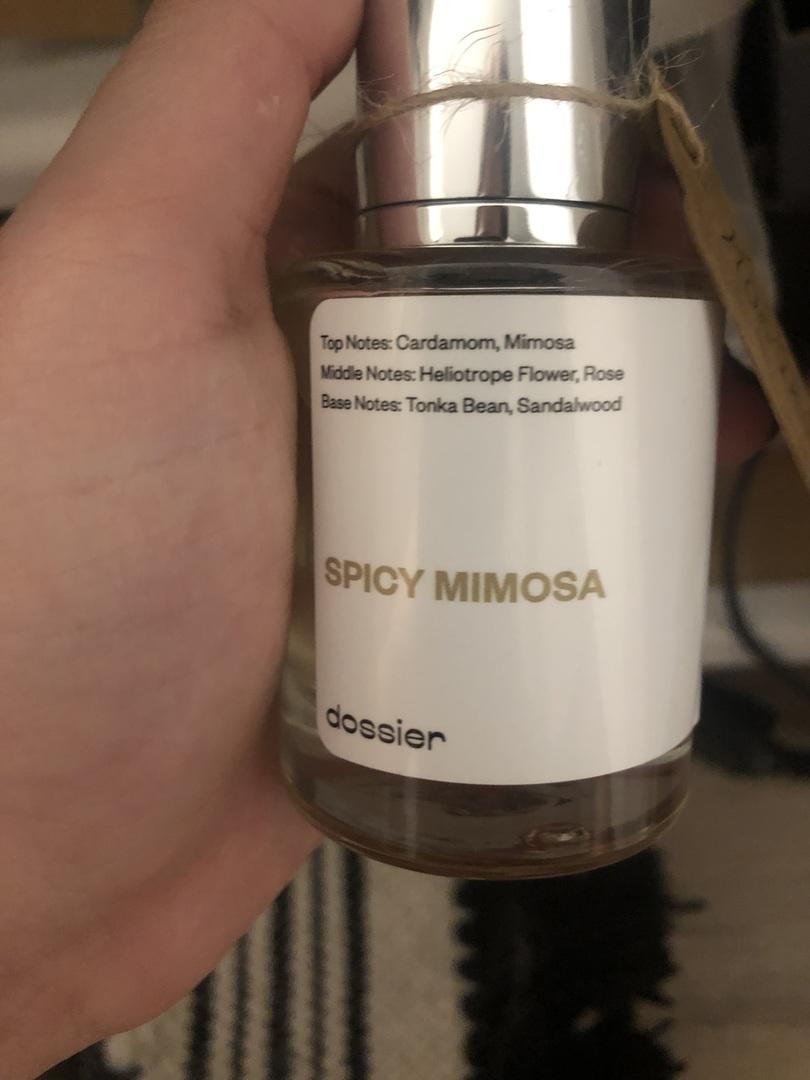 Top Notes: Cardamom, Mimosa
Middle Notes: Heliotrope Flower, Rose
Base Notes: Tonka Bean, Sandalwood
SPICY MIMOSA
dossier